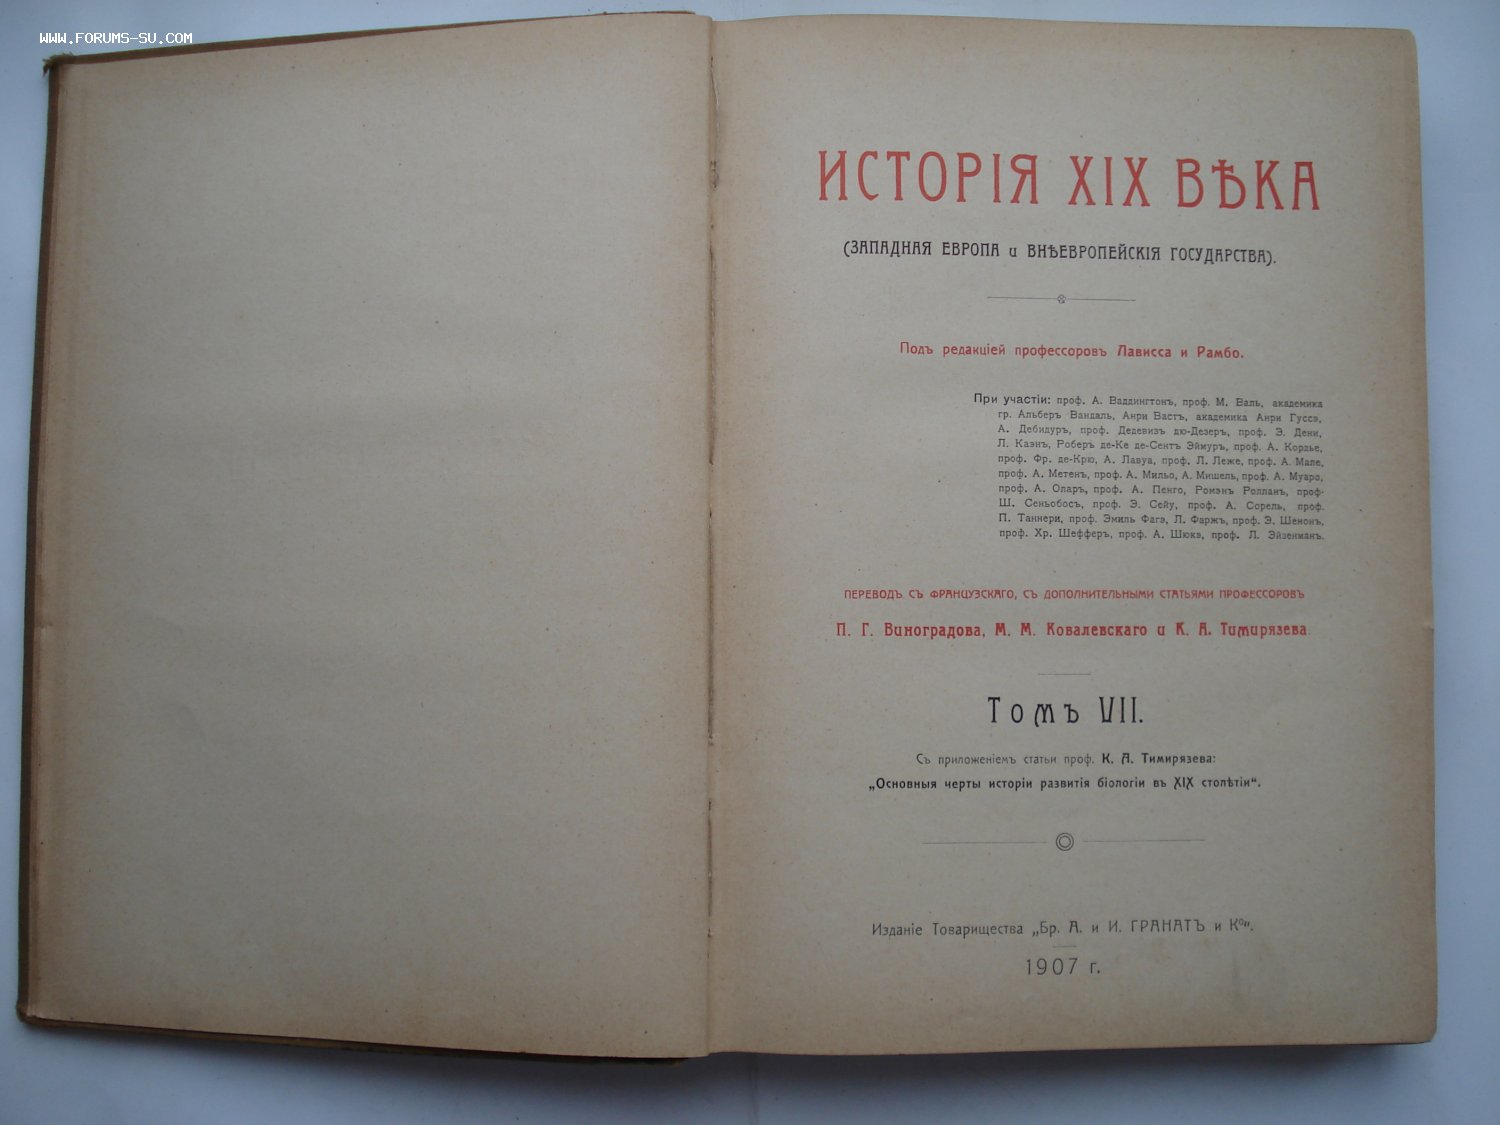 WWW.FORUMS-SU.COM
ИСТОРІЯ XIX ВѢКА
(ЗАПАДНАЯ ЕВРОПА и ВНѢЕВРОПЕЙСКІЯ ГОСУДАРСТВА).
Подъ редакціей профессоровъ Лависса и Рамбо.
При участіи: проф. А. Ваддингтонъ, проф. М. Валь, академика
гр. Альберъ Вандаль, Анри Вастъ, академика Анри Гуссэ,
А. Дебидуръ, проф. Дедевизъ дю-Дезеръ, проф. Э. Дени,
Л. Каэнъ, Роберъ де-Ке де-Сентъ Эймуръ, проф. А. Кордье,
проф. Фр. де-Крю, А. Лавуа, проф. Л. Леже, проф. А. Мале,
проф. А. Метенъ, проф. А. Мильо, А. Мишель, проф. А. Муаро,
проф. А. Оларъ, проф. А. Пенго, Ромэнъ Ролланъ, проф.
Ш. Сеньобосъ, проф. Э. Сейу, проф. А. Сорель, проф.
П. Таннери, проф. Эмиль Фагэ, Л. Фаржъ, проф. Э. Шенонъ,
проф. Хр. Шефферъ, проф. А. Шюкэ, проф. Л. Эйзенманъ.
ПЕРЕВОДЪ СЪ ФРАНЦУЗСКАГО, СЪ ДОПОЛНИТЕЛЬНЫМИ СТАТЬЯМИ ПРОФЕССОРОВЪ
П. Г. Виноградова, М. М. Ковалевскаго и К. А. Тимирязева.
Томъ VII.
Съ приложеніемъ статьи проф. К. А. Тимирязева:
„Основныя черты исторіи развитія біологіи въ XIX столѣтіи“.
Изданіе Товарищества „Бр. А. и И. ГРАНАТЪ и Ко“.
1907 г.